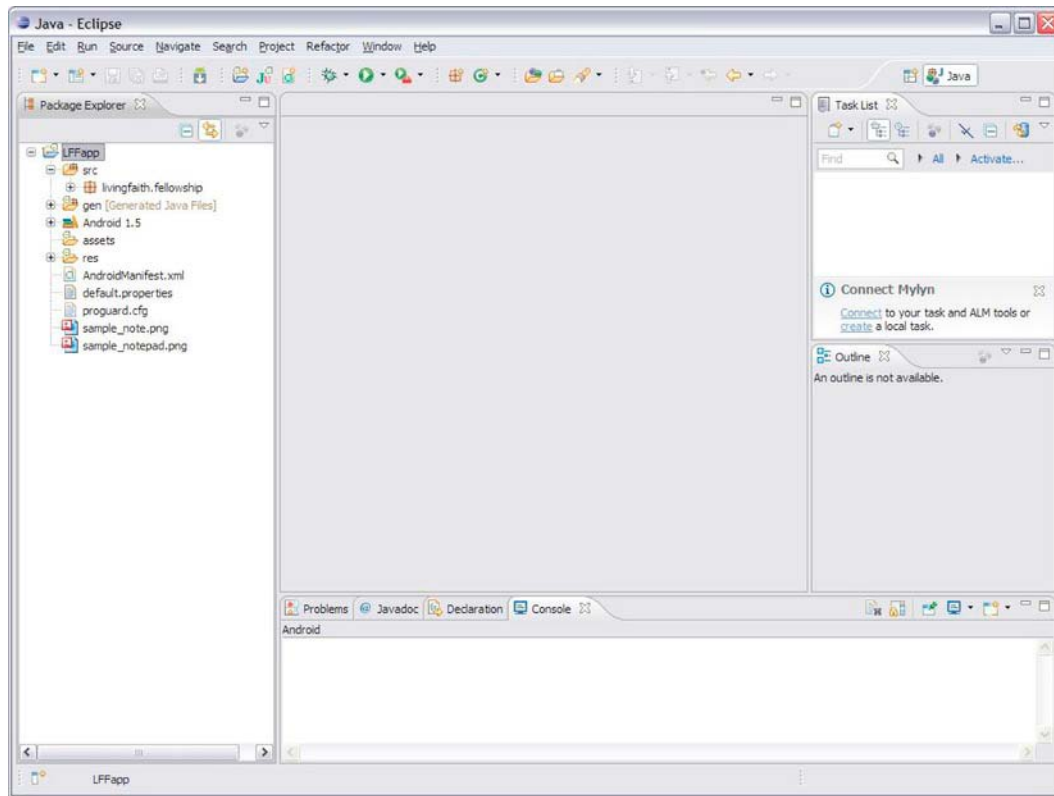 Java - Eclipse
File Edit Run Source Navigate Search Project Refactor Window Help
Java
Package Explorer
LFFapp
src
livingfaith.fellowship
gen [Generated Java Files]
Android 1.5
assets
res
AndroidManifest.xml
default.properties
proguard.cfg
sample_note.png
sample_notepad.png
Task List
Find All Activate...
Connect Mylyn
Connect to your task and ALM tools or
create a local task.
Outline
An outline is not available.
Problems @ Javadoc Declaration Console
Android
LFFapp